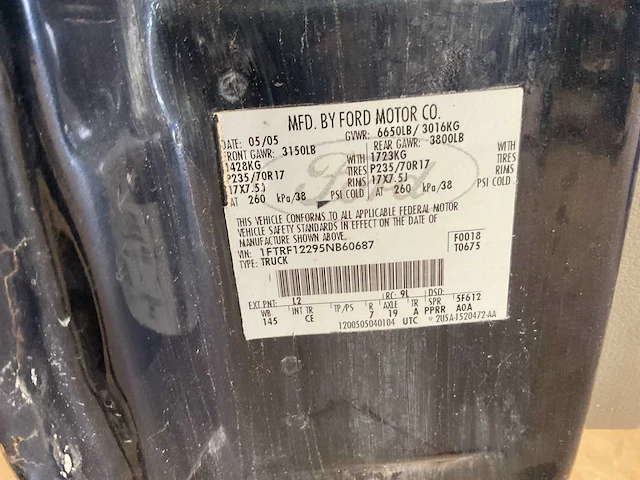 MFD. BY FORD MOTOR CO.
DATE: 05/05 GVWR: 6650LB/ 3016KG
FRONT GAWR: 3150LB REAR GAWR: 3800LB
1428KG WITH 1723KG WITH
P235/70R17 TIRES P235/70R17 TIRES
17X7.5J RIMS 17X7.5J RIMS
AT 260 kPa/38 PSI COLD AT 260 kPa/38 PSI COLD
Ford
THIS VEHICLE CONFORMS TO ALL APPLICABLE FEDERAL MOTOR
VEHICLE SAFETY STANDARDS IN EFFECT ON THE DATE OF
MANUFACTURE SHOWN ABOVE.
VIN: 1FTRF12295NB60687 F0018
TYPE: TRUCK T0675
EXT PNT: L2 RC: 91 DSO:
WB INT TR TP/PS R AXLE TR SPR 5F612
145 CE 7 19 A PPRR A0A
1200505040104 UTC 2U5A-1520472-AA